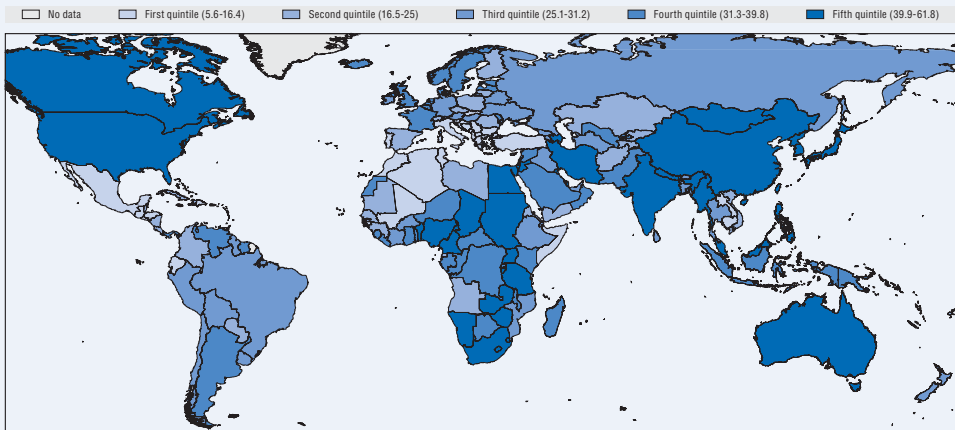 No data First quintile (5.6-16.4) Second quintile (16.5-25) Third quintile (25.1-31.2) Fourth quintile (31.3-39.8) Fifth quintile (39.9-61.8)